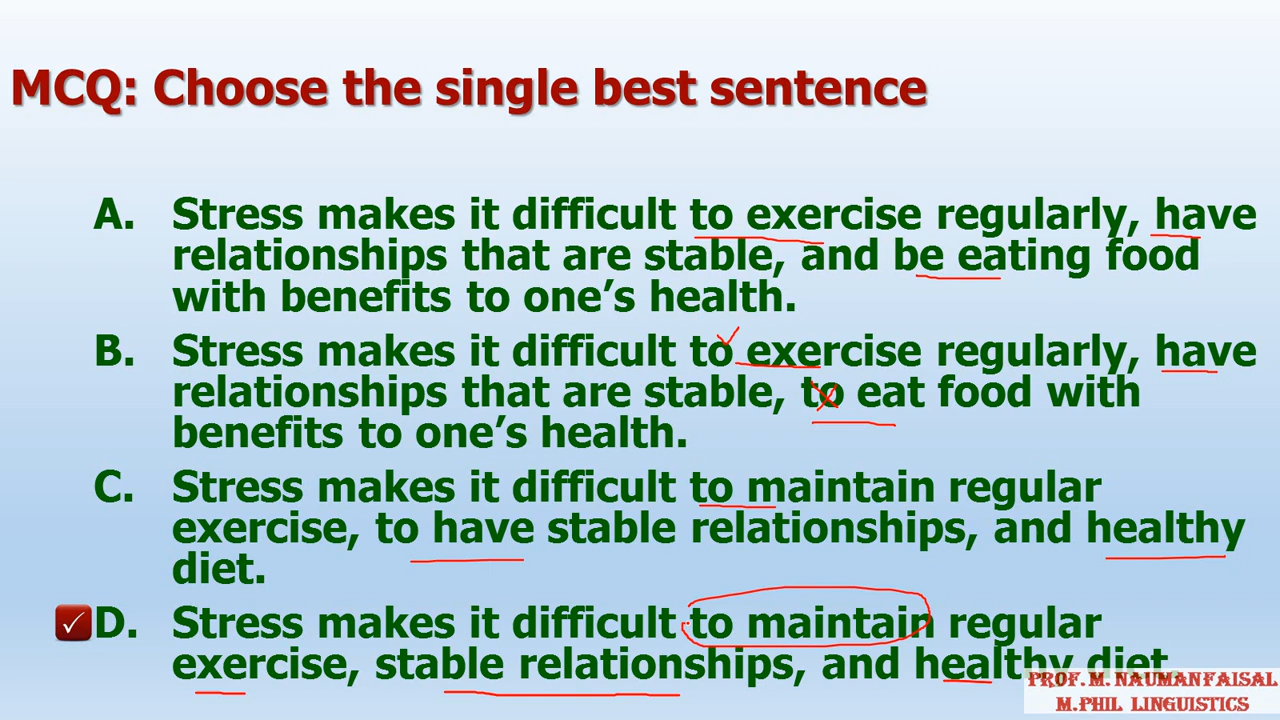 MCQ: Choose the single best sentence
A. Stress makes it difficult to exercise regularly, have
relationships that are stable, and be eating food
with benefits to one’s health.
B. Stress makes it difficult to exercise regularly, have
relationships that are stable, to eat food with
benefits to one’s health.
C. Stress makes it difficult to maintain regular
exercise, to have stable relationships, and healthy
diet.
D. Stress makes it difficult to maintain regular
exercise, stable relationships, and healthy diet.
PROF. M. NAUMAN FAISAL
M.PHIL LINGUISTICS